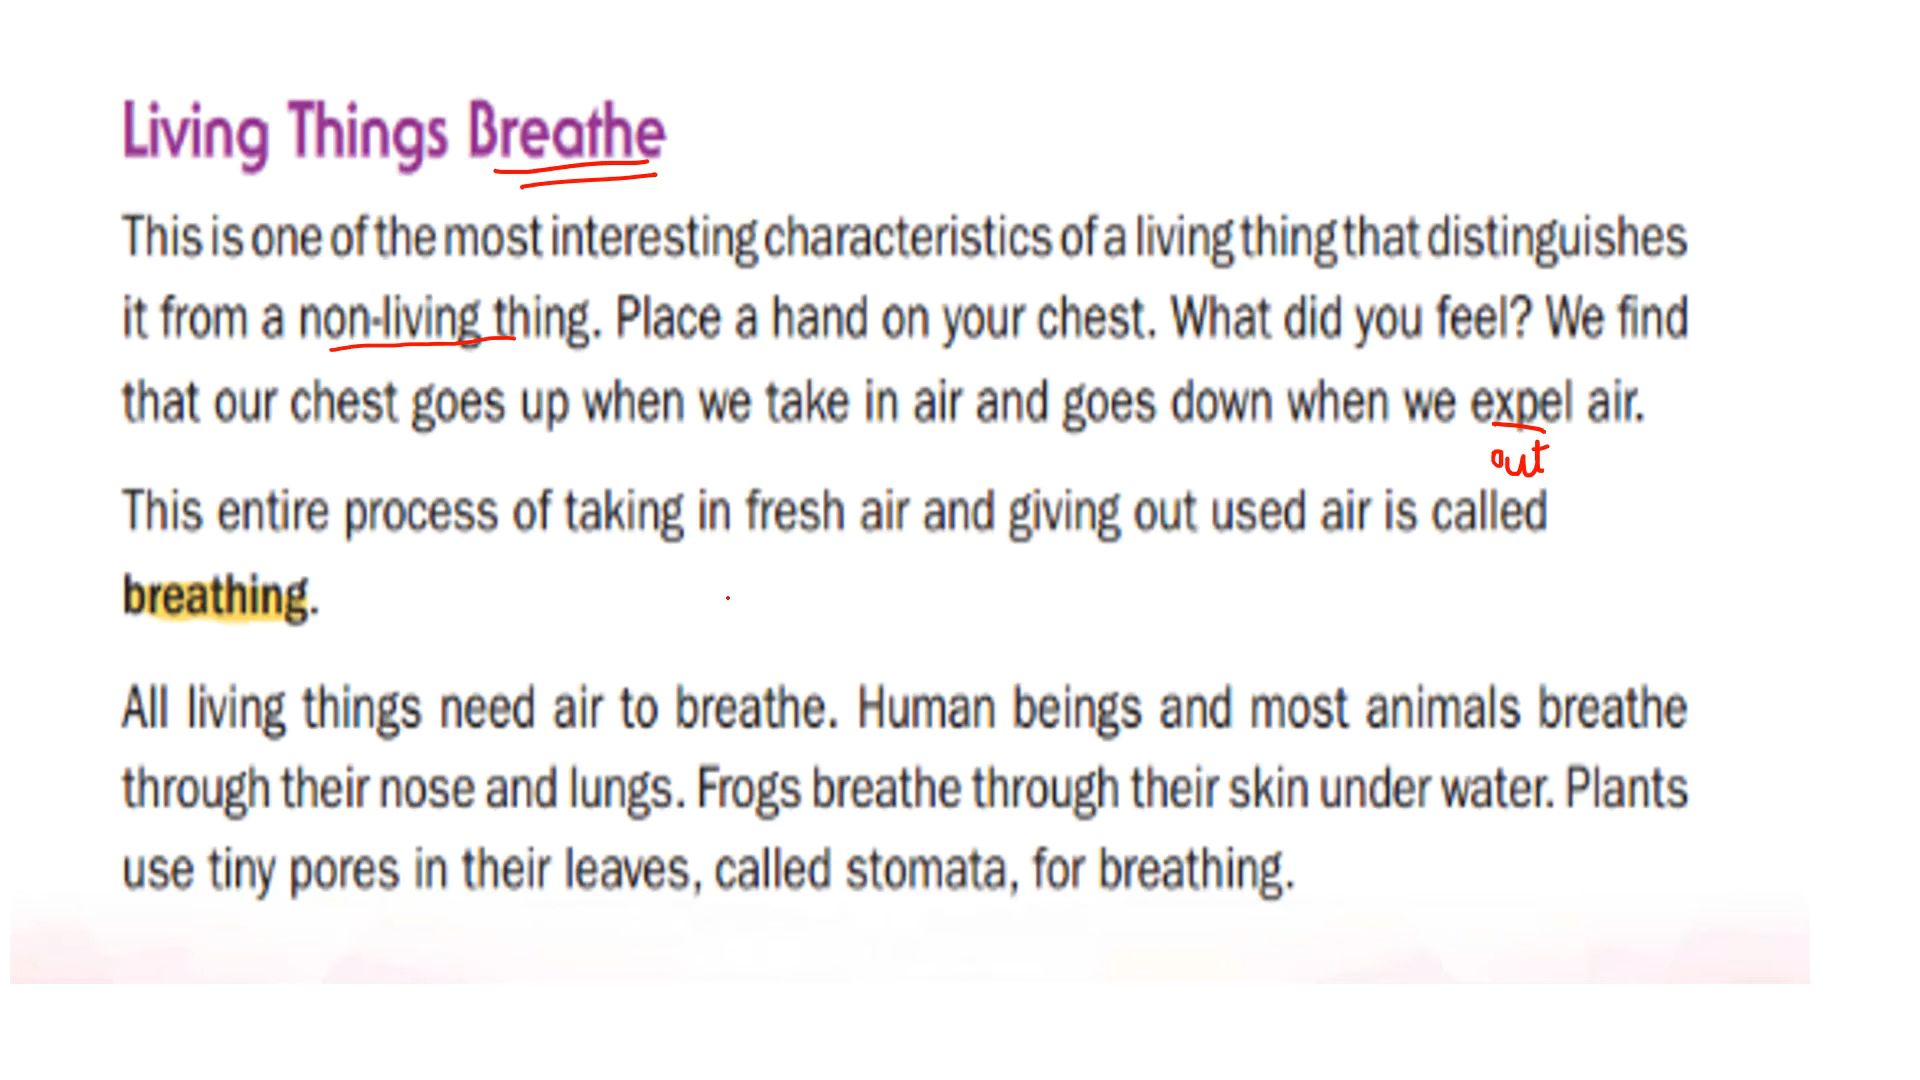 Living Things Breathe
This is one of the most interesting characteristics of a living thing that distinguishes
it from a non-living thing. Place a hand on your chest. What did you feel? We find
that our chest goes up when we take in air and goes down when we expel air.
out
This entire process of taking in fresh air and giving out used air is called
breathing.
All living things need air to breathe. Human beings and most animals breathe
through their nose and lungs. Frogs breathe through their skin under water. Plants
use tiny pores in their leaves, called stomata, for breathing.